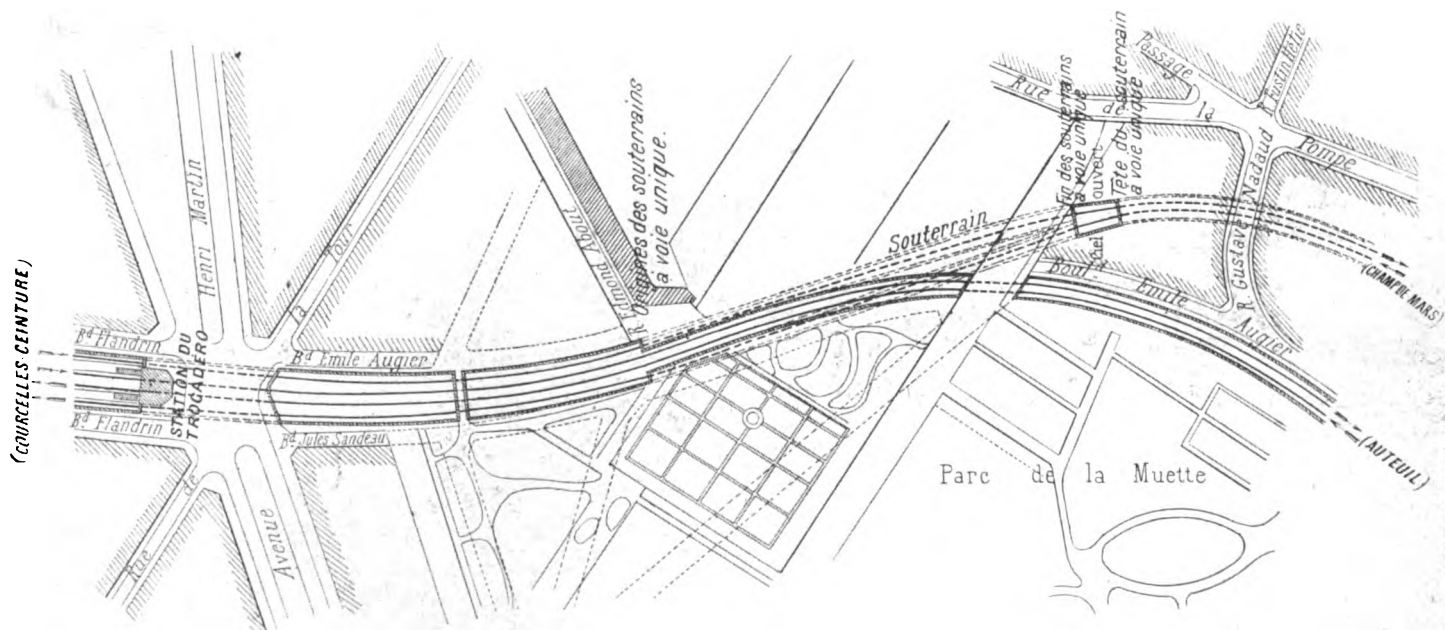 (COURCELLES-CEINTURE)
Bd Flandrin
Bd Flandrin
STATION DU
TROCADÉRO
Henri Martin
Avenue
Rue de
la Tour
Bd Emile Augier
Bd Jules Sandeau
R. Edmond About
Origines des souterrains
à voie unique.
Souterrain
Fin des souterrains
à voie unique
ouvert
Tête du souterrain
à voie unique
Rue de la Pompe
Passage
R. Gustave Nadaud
Boul. Emile Augier
(CHAMP DE MARS)
(AUTEUIL)
Parc de la Muette